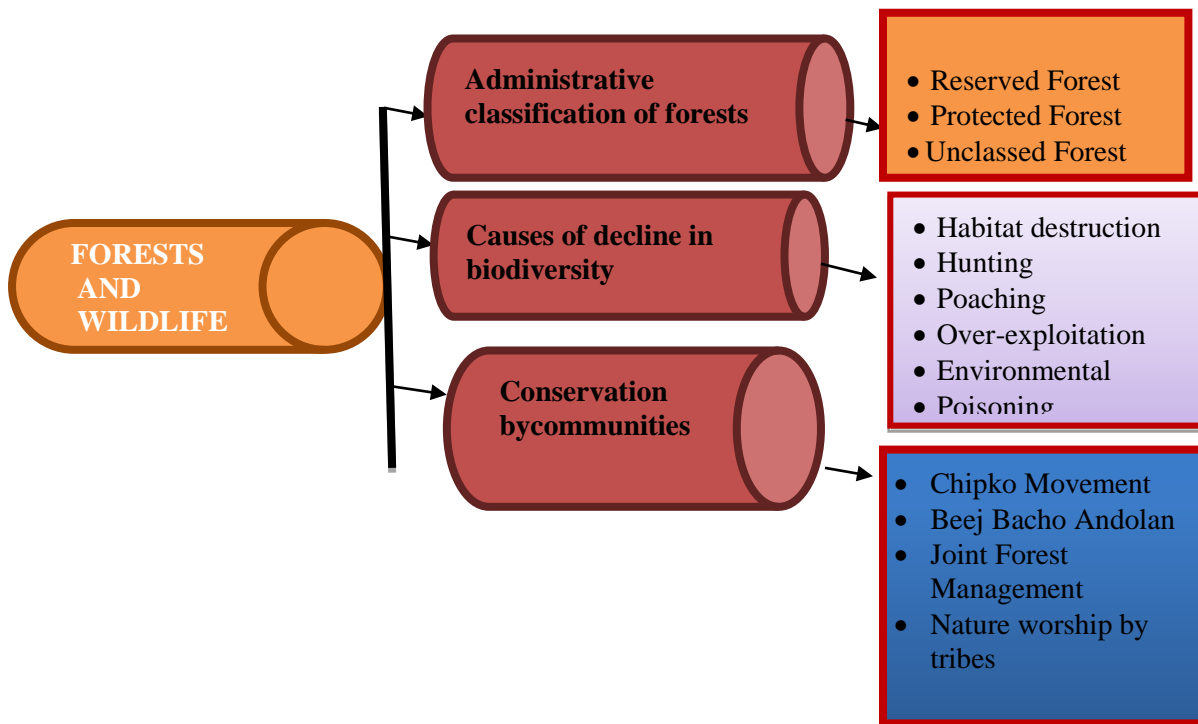 FORESTS
AND
WILDLIFE
Administrative
classification of forests
• Reserved Forest
• Protected Forest
• Unclassed Forest
Causes of decline in
biodiversity
• Habitat destruction
• Hunting
• Poaching
• Over-exploitation
• Environmental
• Poisoning
Conservation
bycommunities
• Chipko Movement
• Beej Bacho Andolan
• Joint Forest
Management
• Nature worship by
tribes